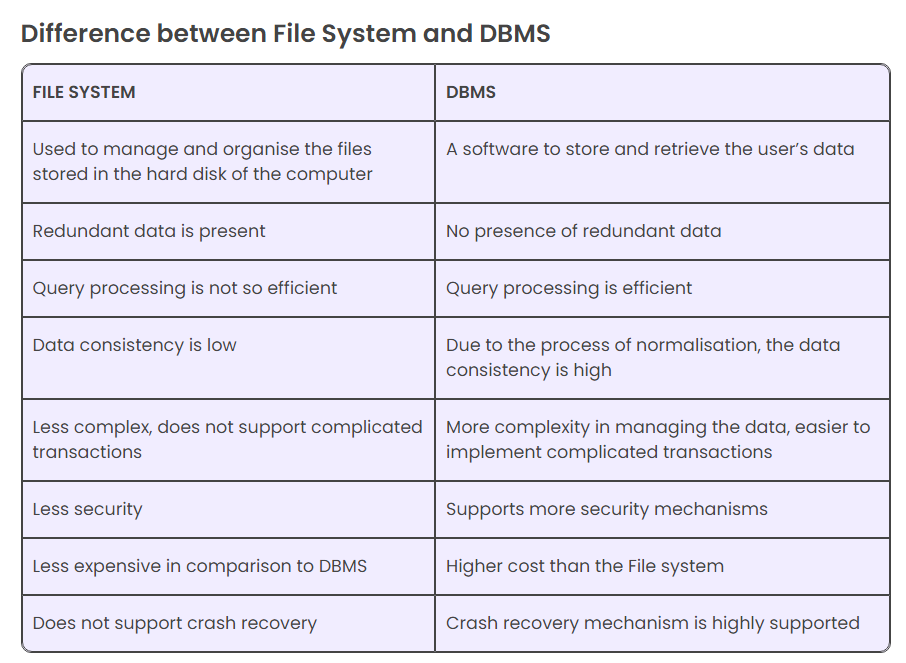 Difference between File System and DBMS
FILE SYSTEM
DBMS
Used to manage and organise the files
stored in the hard disk of the computer
A software to store and retrieve the user’s data
Redundant data is present
No presence of redundant data
Query processing is not so efficient
Query processing is efficient
Data consistency is low
Due to the process of normalisation, the data
consistency is high
Less complex, does not support complicated
transactions
More complexity in managing the data, easier to
implement complicated transactions
Less security
Supports more security mechanisms
Less expensive in comparison to DBMS
Higher cost than the File system
Does not support crash recovery
Crash recovery mechanism is highly supported